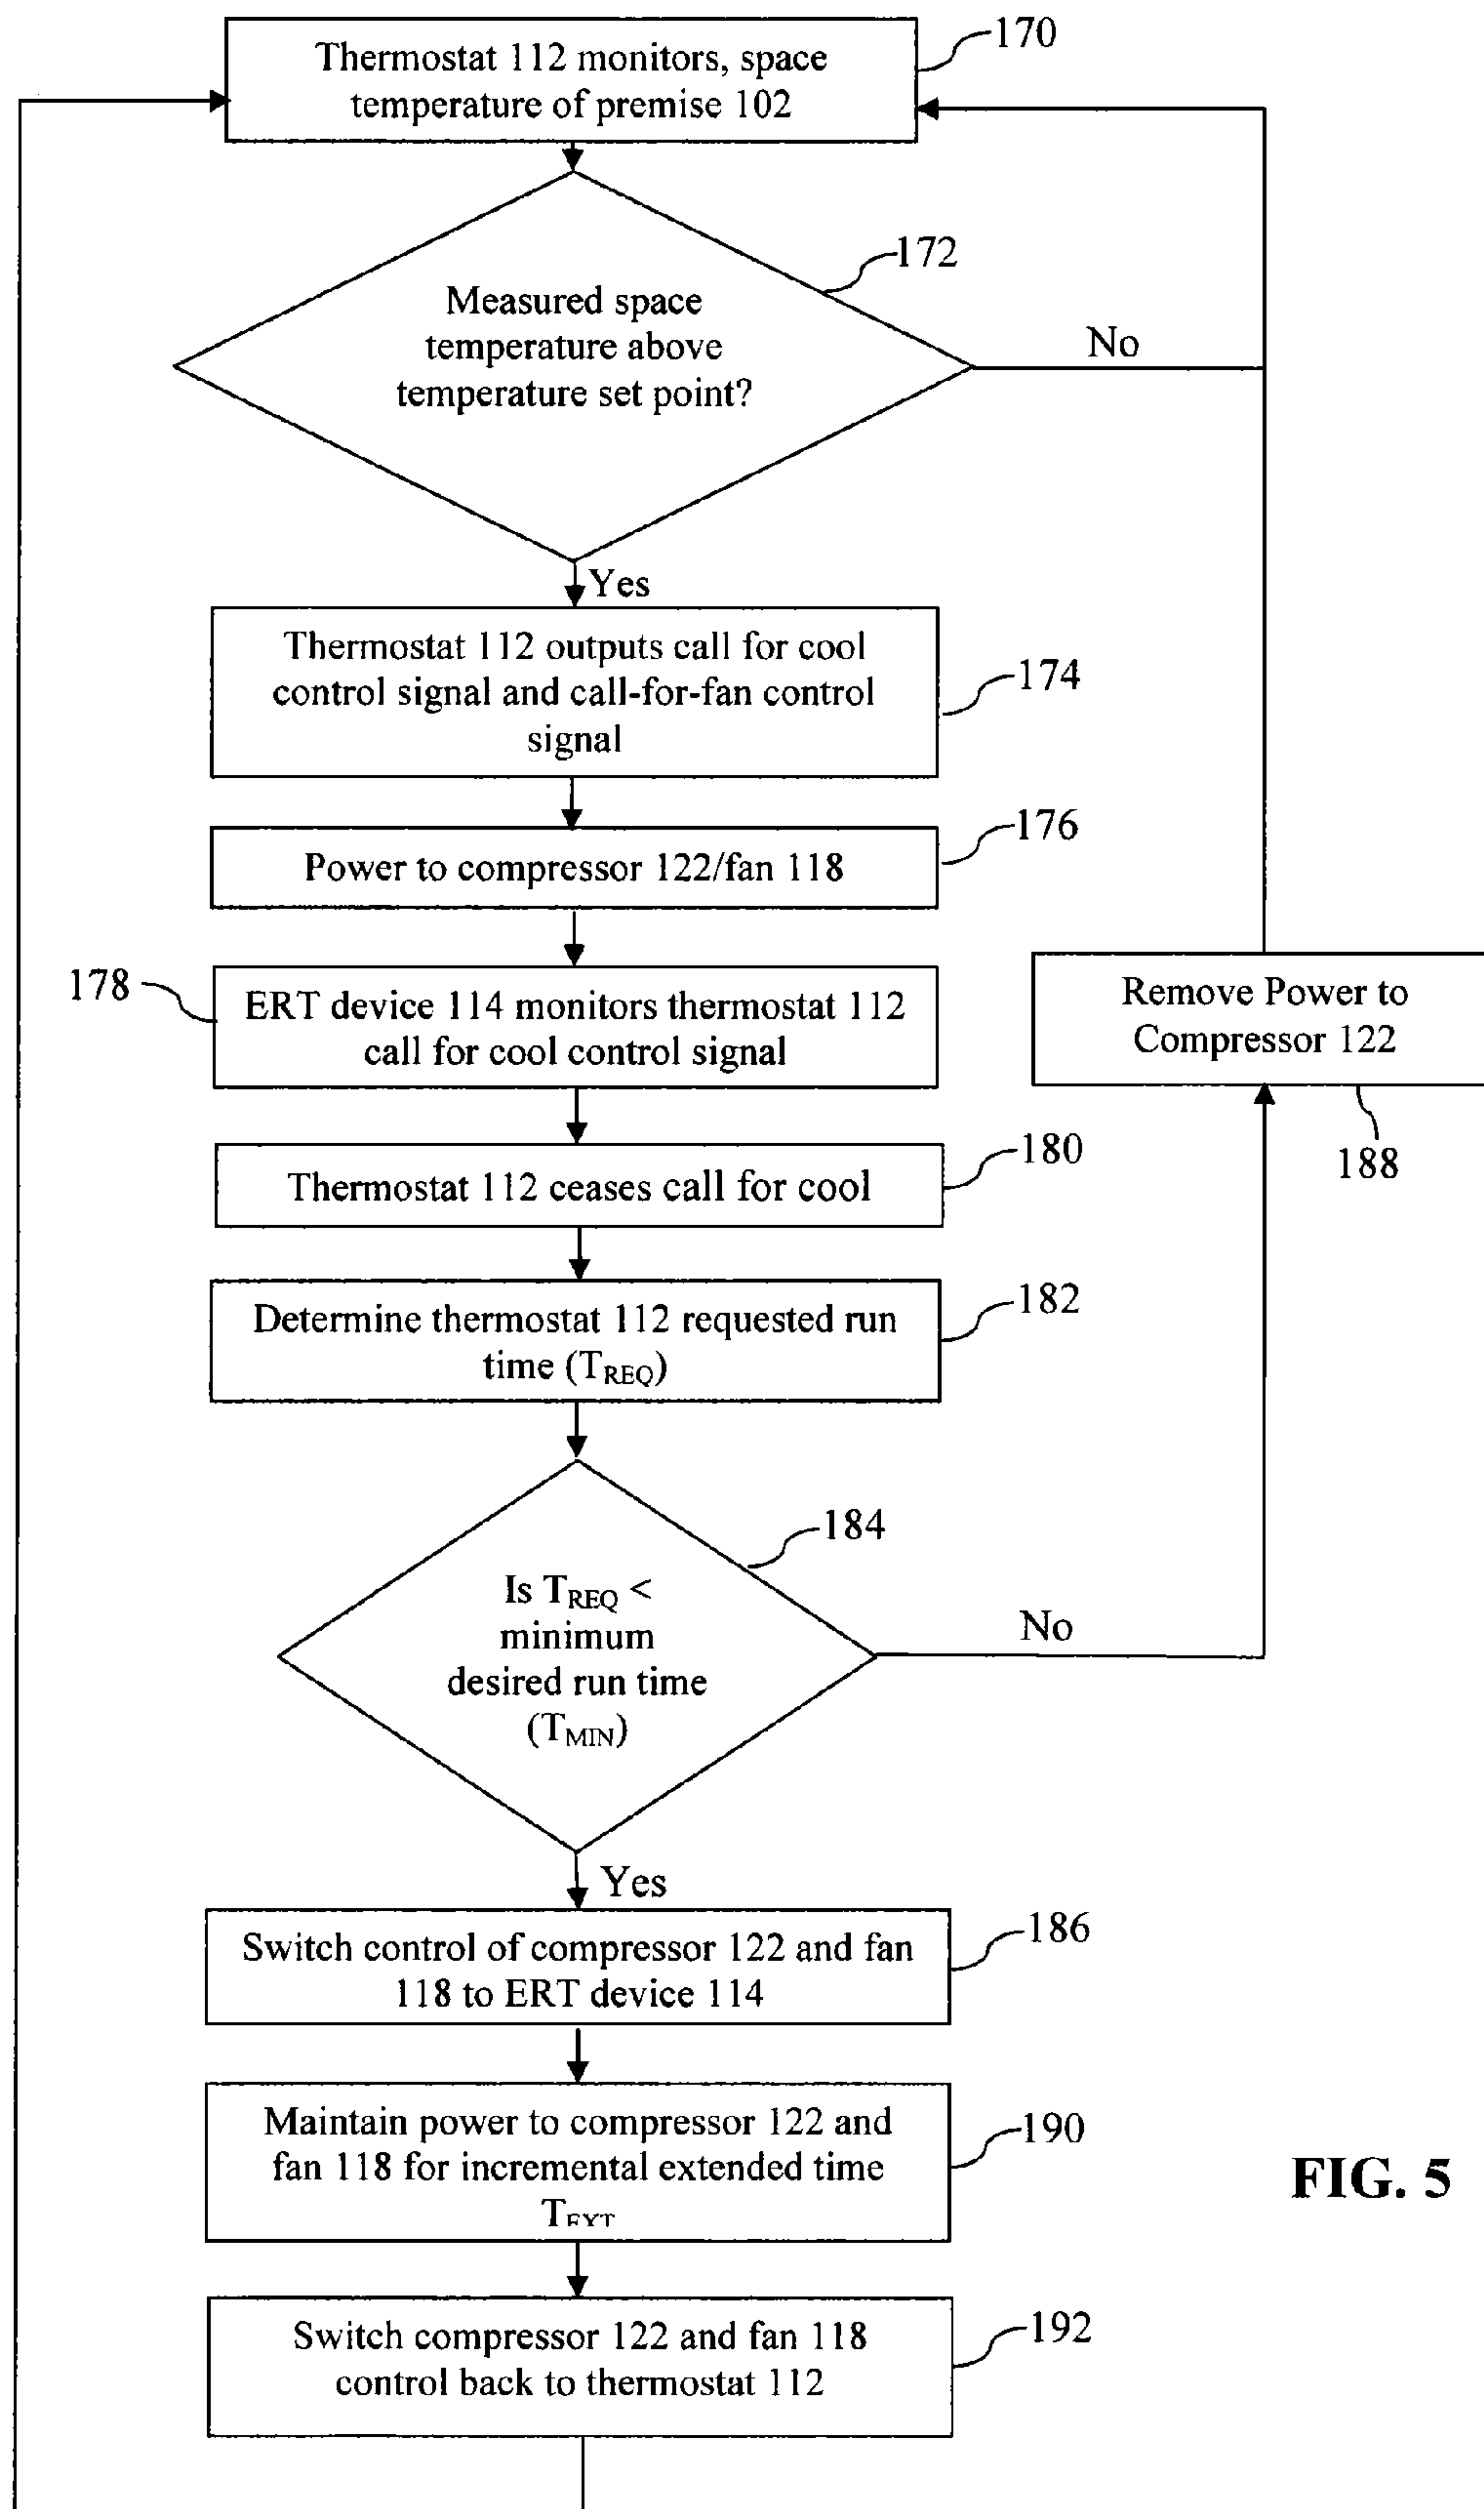 Thermostat 112 monitors, space
temperature of premise 102
170
Measured space
temperature above
temperature set point?
172
No
Yes
Thermostat 112 outputs call for cool
control signal and call-for-fan control
signal
174
Power to compressor 122/fan 118
176
178
ERT device 114 monitors thermostat 112
call for cool control signal
Remove Power to
Compressor 122
188
Thermostat 112 ceases call for cool
180
Determine thermostat 112 requested run
time (TREQ)
182
Is TREQ <
minimum
desired run time
(TMIN)
184
No
Yes
Switch control of compressor 122 and fan
118 to ERT device 114
186
Maintain power to compressor 122 and
fan 118 for incremental extended time
TEXT
190
FIG. 5
Switch compressor 122 and fan 118
control back to thermostat 112
192